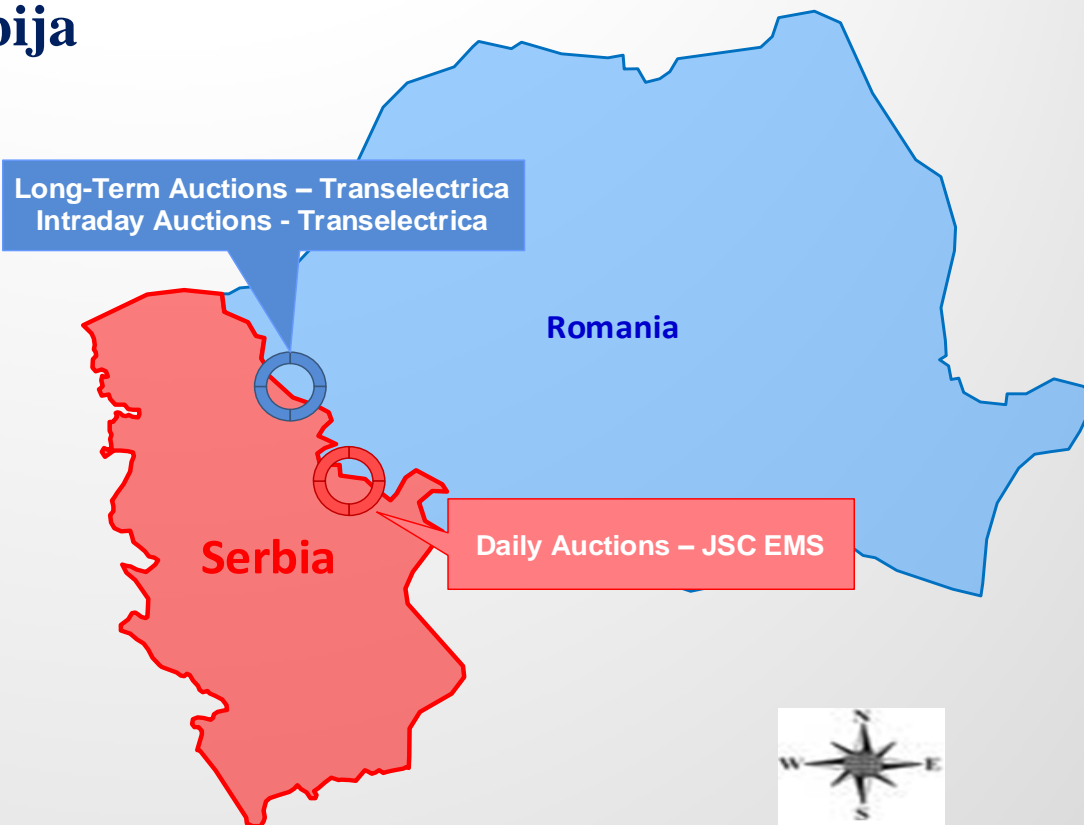 bija
Long-Term Auctions – Transelectrica
Intraday Auctions - Transelectrica
Romania
Serbia
Daily Auctions – JSC EMS
N
W E
S